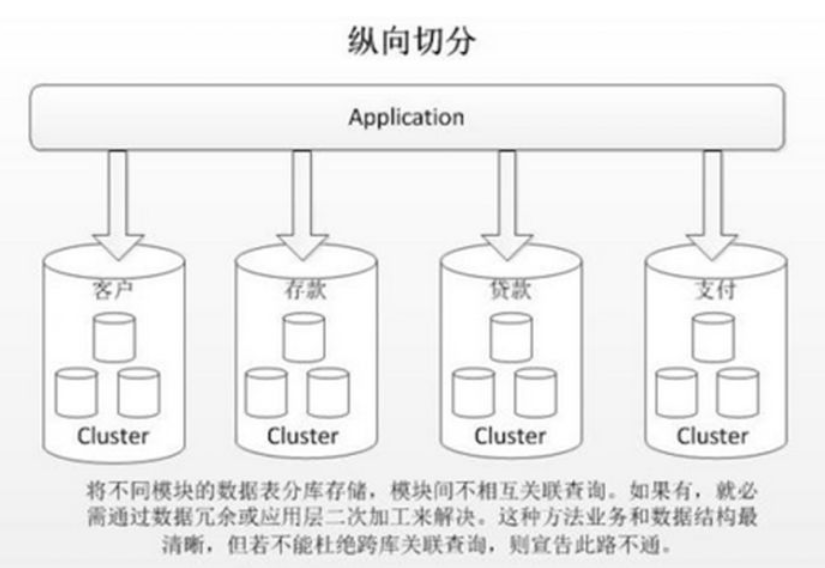 纵向切分
Application
客户 存款 贷款 支付
Cluster Cluster Cluster Cluster
将不同模块的数据表分库存储，模块间不相互关联查询。如果有，就必
需通过数据冗余或应用层二次加工来解决。这种方法业务和数据结构最
清晰，但若不能杜绝跨库关联查询，则宣告此路不通。